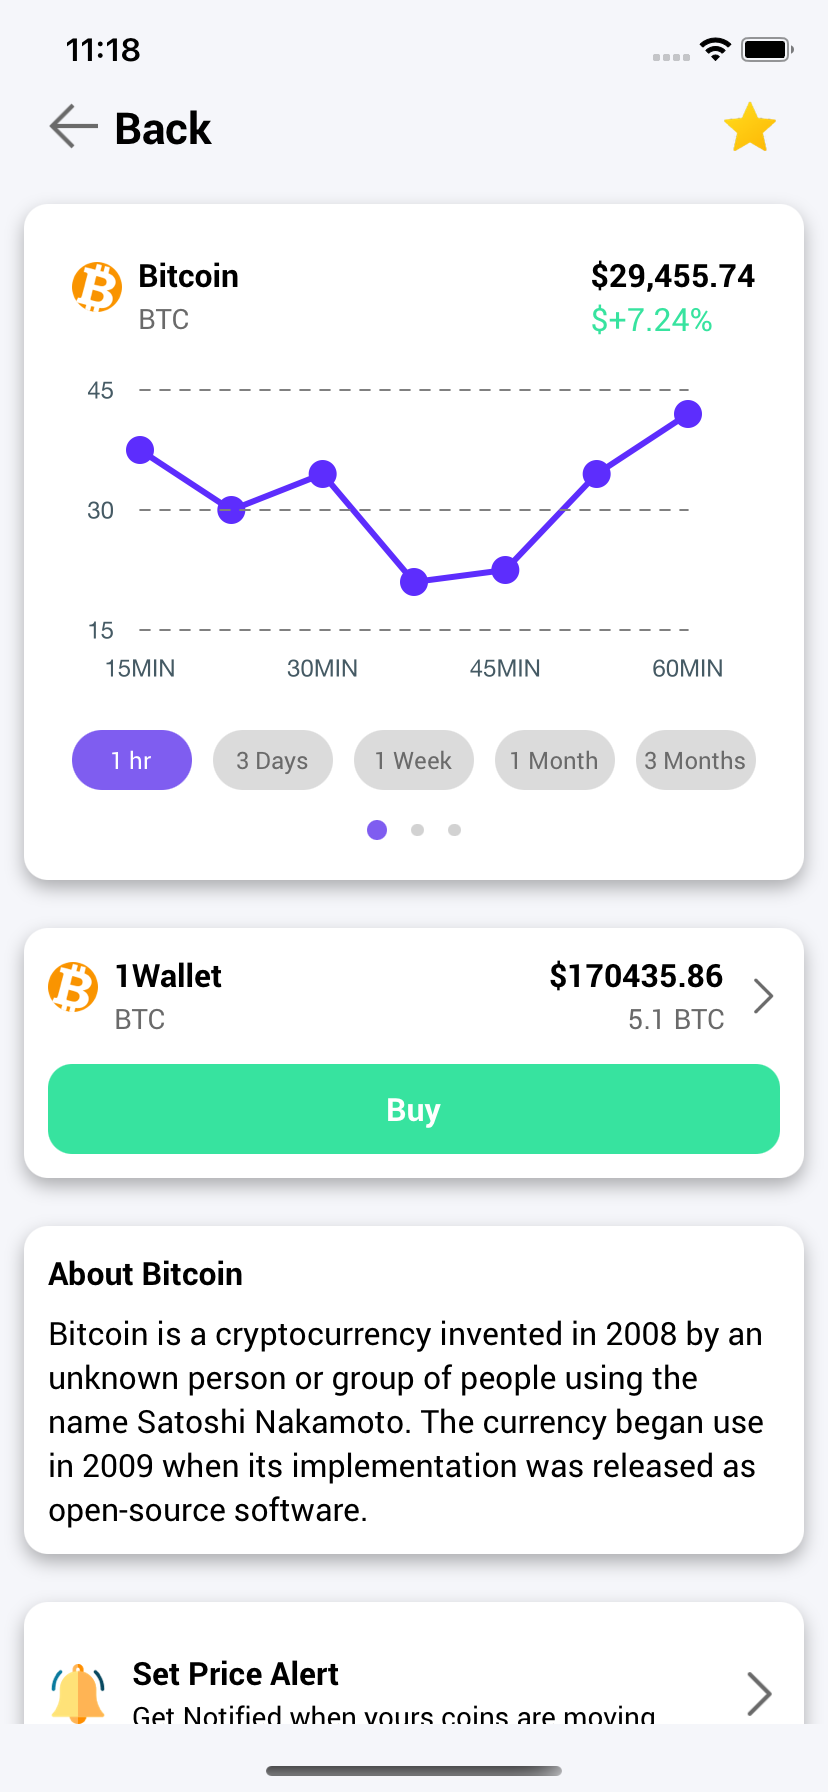 11:18
Back
Bitcoin
$29,455.74
BTC
$+7.24%
45
30
15
15MIN 30MIN 45MIN 60MIN
1 hr 3 Days 1 Week 1 Month 3 Months
1Wallet
$170435.86
BTC
5.1 BTC
Buy
About Bitcoin
Bitcoin is a cryptocurrency invented in 2008 by an
unknown person or group of people using the
name Satoshi Nakamoto. The currency began use
in 2009 when its implementation was released as
open-source software.
Set Price Alert
Get Notified when yours coins are moving